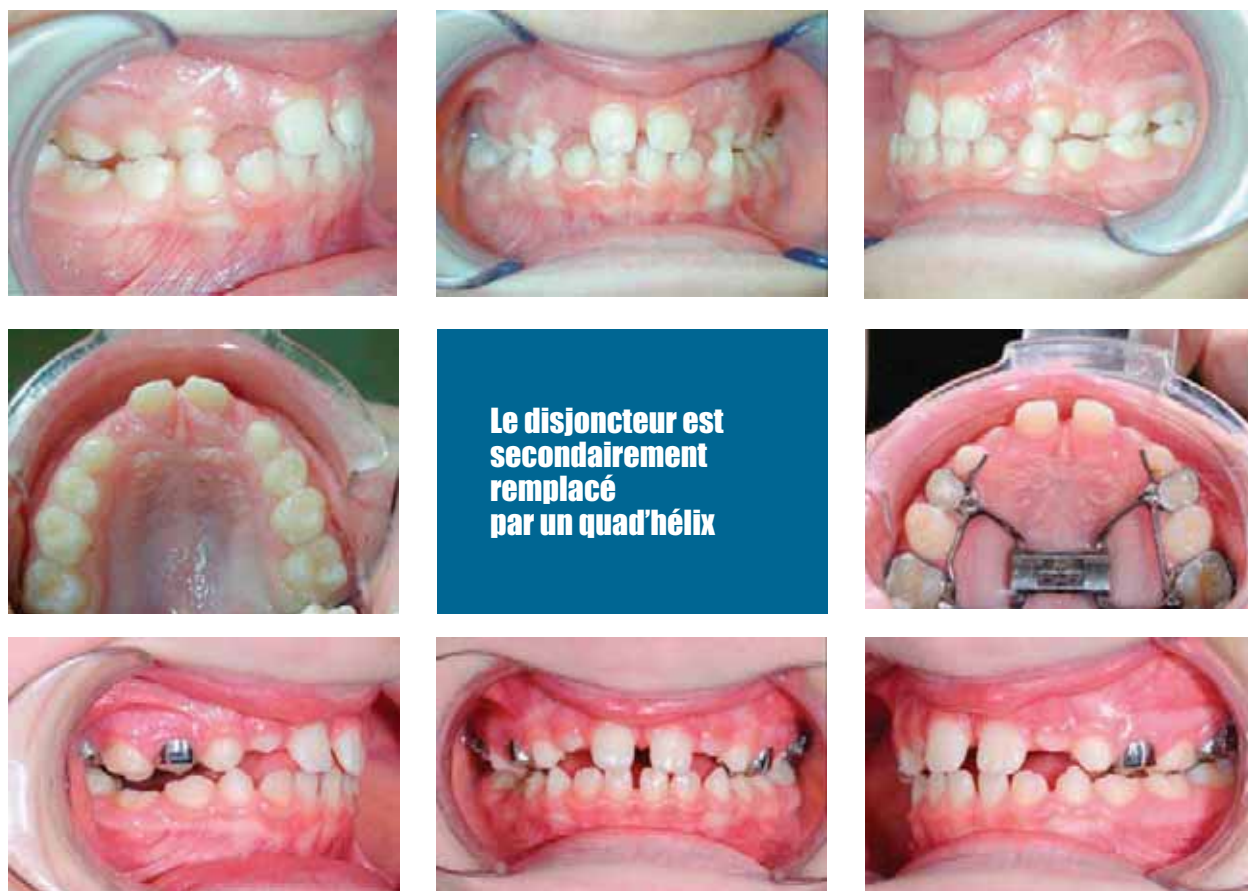 Le disjoncteur est
secondairement
remplacé
par un quad'hélix